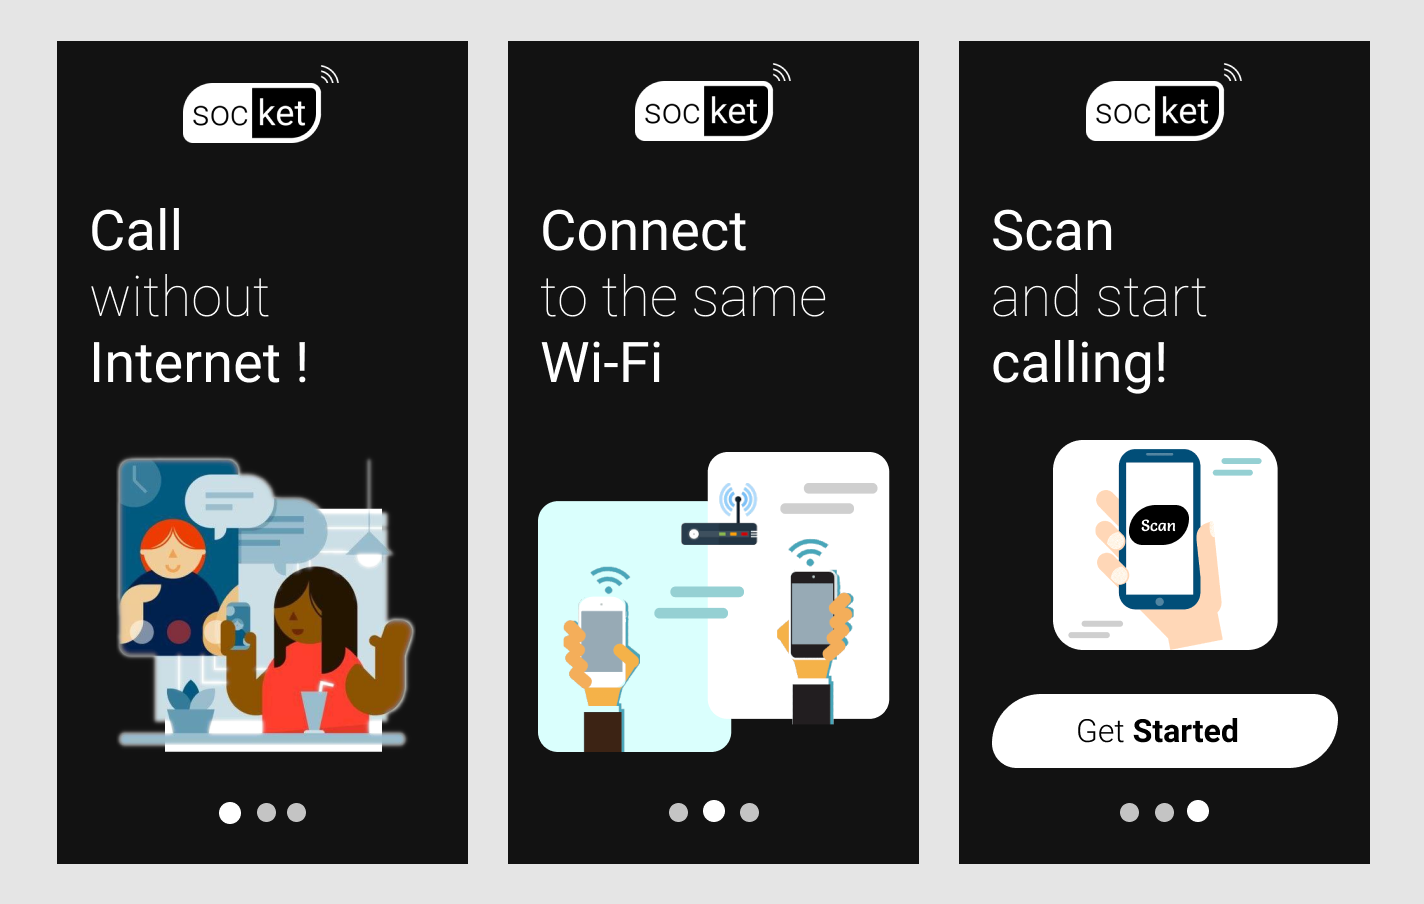 socket
Call
without
Internet !
socket
Connect
to the same
Wi-Fi
socket
Scan
and start
calling!
Scan
Get Started